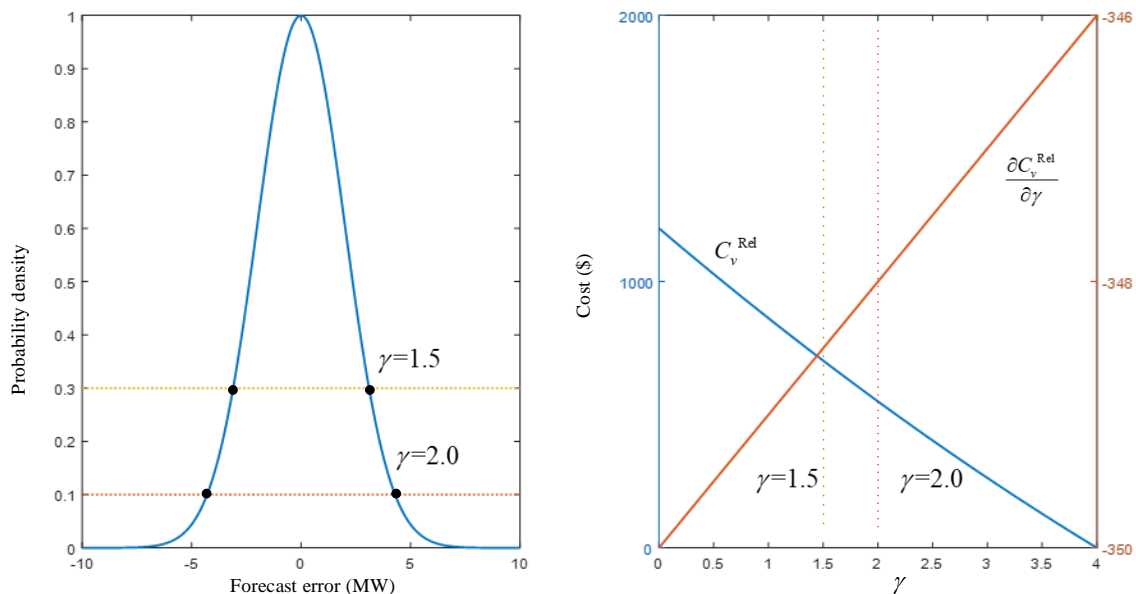 1
0.9
0.8
0.7
0.6
0.5
0.4
0.3
0.2
0.1
0
-10
-5
0
5
10
Probability density
Forecast error (MW)
γ=1.5
γ=2.0
2000
1000
0
Cost ($)
0
0.5
1
1.5
2
2.5
3
3.5
4
γ
-346
-348
-350
C_v^Rel
∂C_v^Rel
∂γ
γ=1.5
γ=2.0